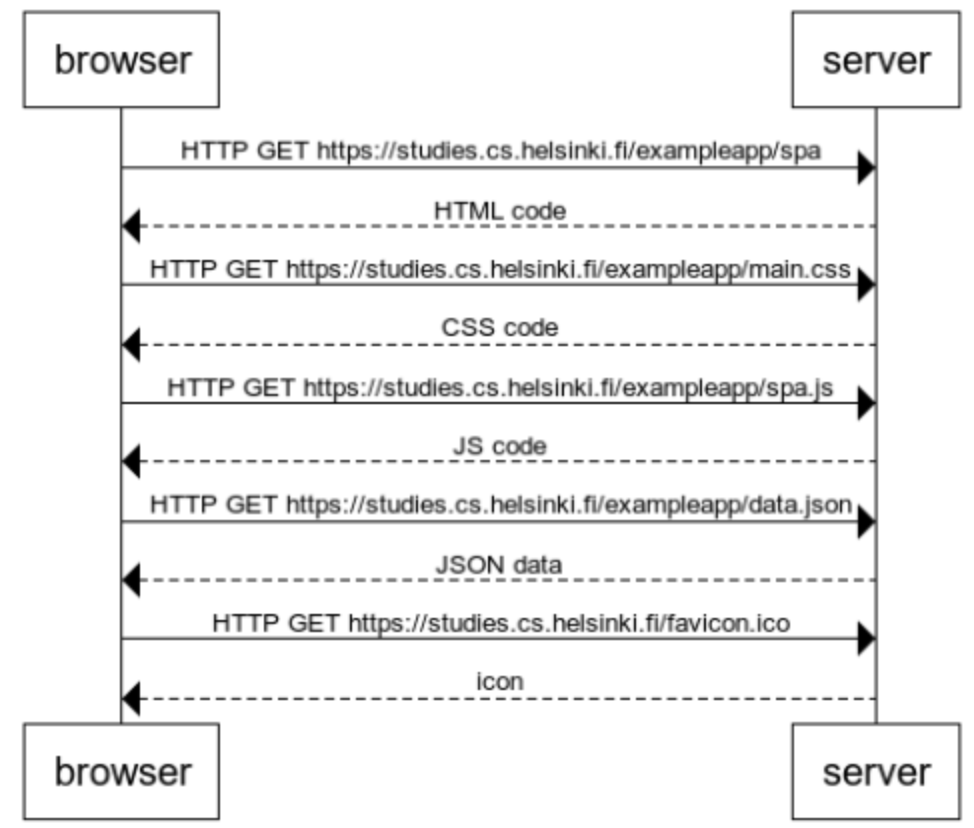 browser
server
HTTP GET https://studies.cs.helsinki.fi/exampleapp/spa
HTML code
HTTP GET https://studies.cs.helsinki.fi/exampleapp/main.css
CSS code
HTTP GET https://studies.cs.helsinki.fi/exampleapp/spa.js
JS code
HTTP GET https://studies.cs.helsinki.fi/exampleapp/data.json
JSON data
HTTP GET https://studies.cs.helsinki.fi/favicon.ico
icon
browser
server